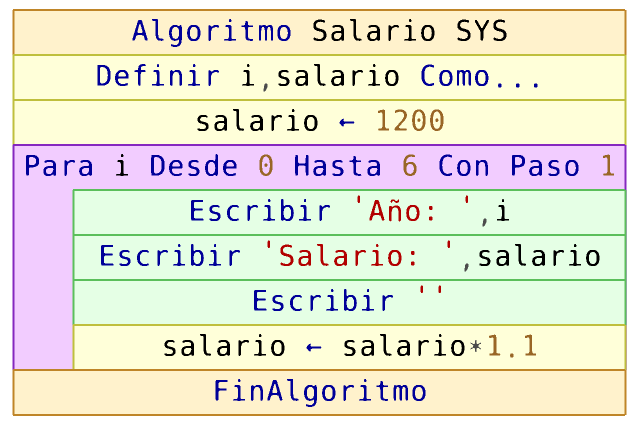 Algoritmo Salario SYS
Definir i,salario Como...
salario ← 1200
Para i Desde 0 Hasta 6 Con Paso 1
Escribir 'Año: ',i
Escribir 'Salario: ',salario
Escribir ''
salario ← salario*1.1
FinAlgoritmo